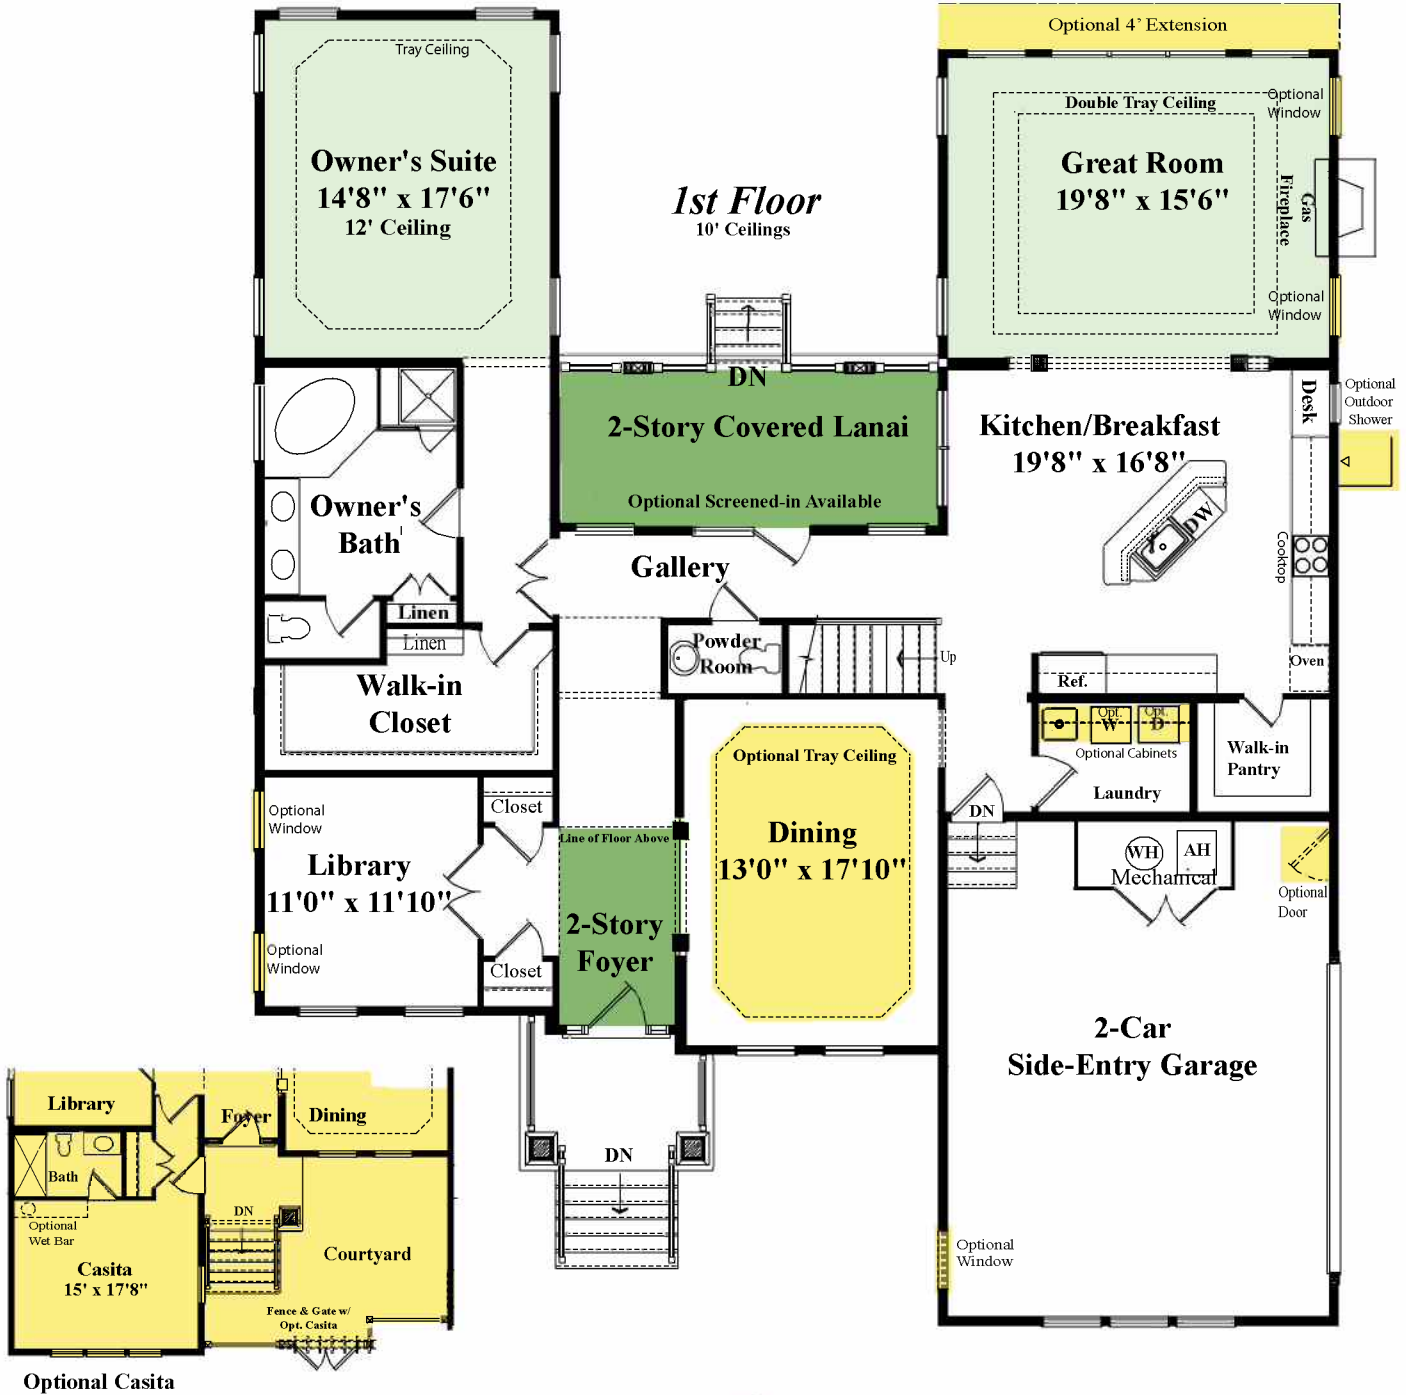 Optional 4’ Extension
Tray Ceiling
Owner's Suite
14'8" x 17'6"
12' Ceiling
1st Floor
10' Ceilings
Double Tray Ceiling
Great Room
19'8" x 15'6"
Optional
Window
Gas
Fireplace
Optional
Window
DN
2-Story Covered Lanai
Optional Screened-in Available
Kitchen/Breakfast
19'8" x 16'8"
Desk
Optional
Outdoor
Shower
DW
Cooktop
Oven
Owner's
Bath
Linen
Linen
Gallery
Powder
Room
Up
Ref.
Walk-in
Closet
Opt.
W
Opt.
D
Optional Cabinets
Laundry
Walk-in
Pantry
Optional Tray Ceiling
Dining
13'0" x 17'10"
DN
Optional
Window
Closet
Library
11'0" x 11'10"
Optional
Window
Closet
Line of Floor Above
2-Story
Foyer
WH
AH
Mechanical
Optional
Door
2-Car
Side-Entry Garage
Optional
Window
DN
Library
Foyer
Dining
Bath
DN
Optional
Wet Bar
Casita
15' x 17'8"
Courtyard
Fence & Gate w/
Opt. Casita
Optional Casita